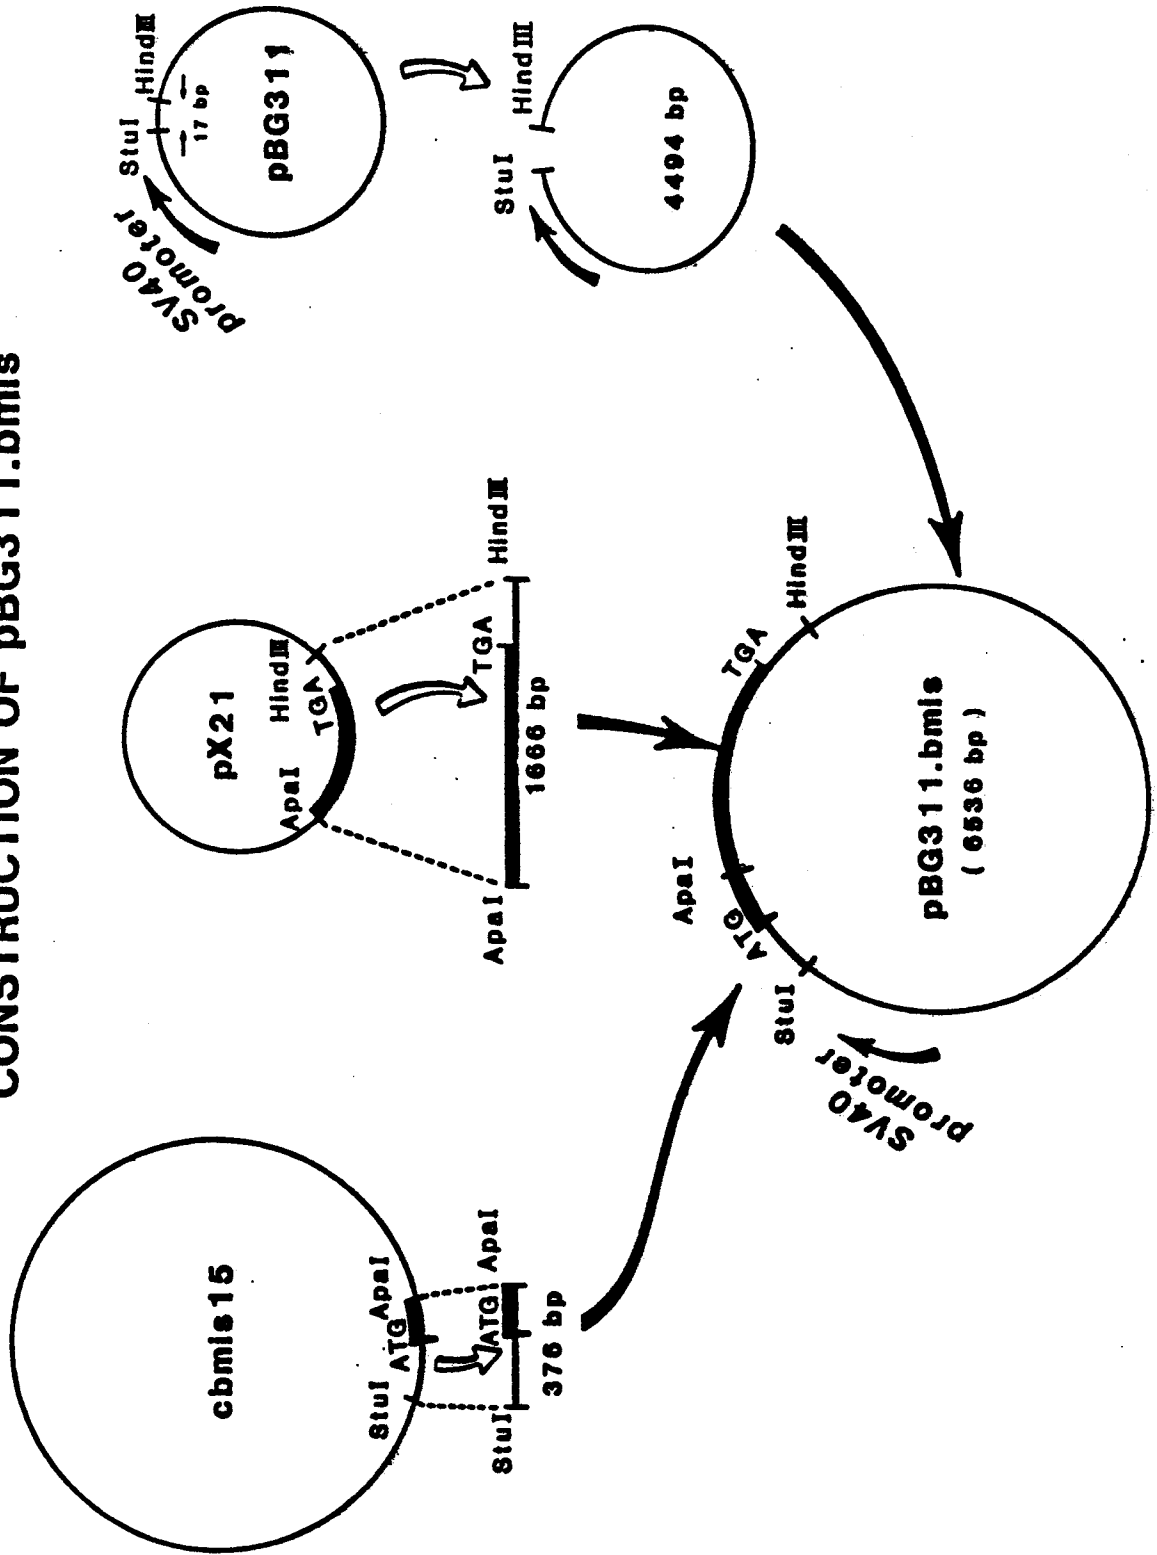 CONSTRUCTION OF pBG311.bmis
cbmis15
StuI
ATG
ApaI
StuI
ATG
ApaI
376 bp
pX21
ApaI
TGA
HindIII
ApaI
TGA
HindIII
1666 bp
SV40
promoter
StuI
HindIII
17 bp
pBG311
StuI
HindIII
4494 bp
SV40
promoter
StuI
ATG
ApaI
TGA
HindIII
pBG311.bmis
(6536 bp)